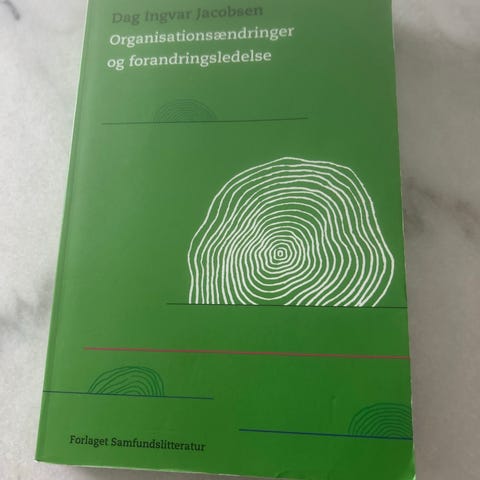 Dag Ingvar Jacobsen
Organisationsændringer
og forandringsledelse
Forlaget Samfundslitteratur